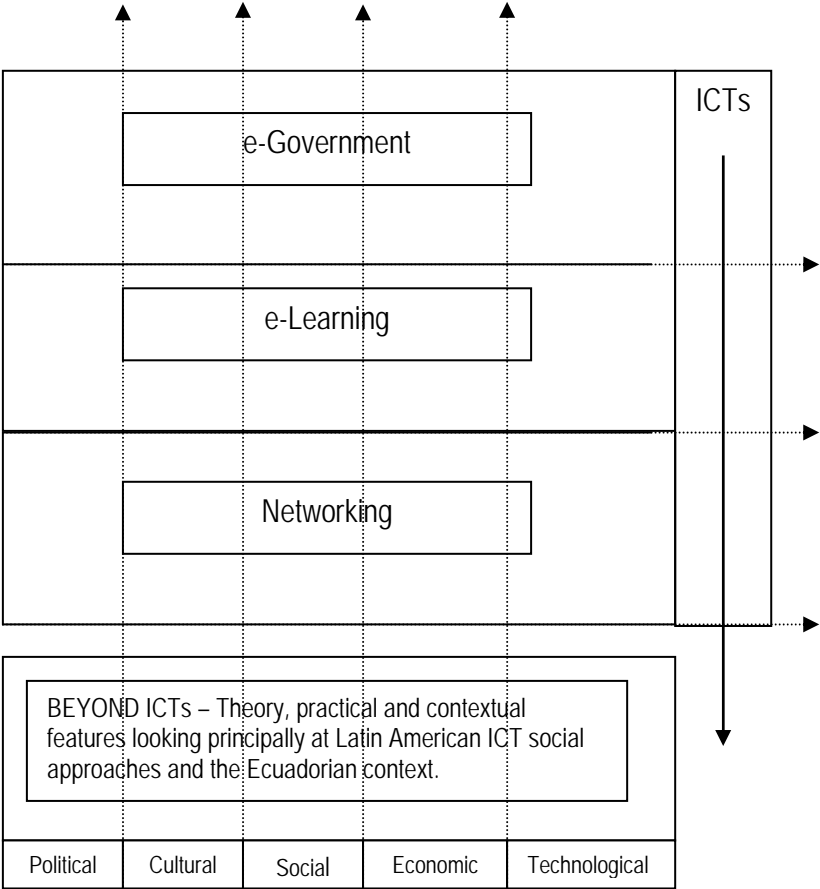 ICTs
e-Government
e-Learning
Networking
BEYOND ICTs – Theory, practical and contextual
features looking principally at Latin American ICT social
approaches and the Ecuadorian context.
Political Cultural Social Economic Technological